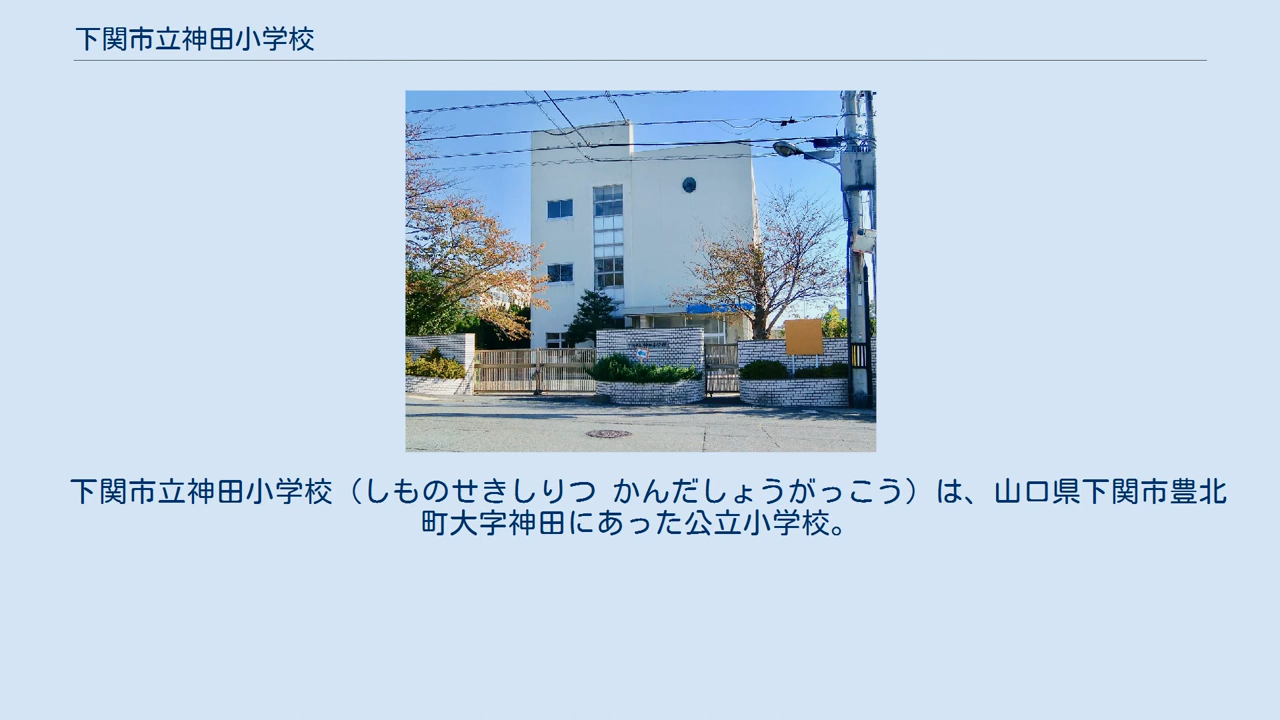 下関市立神田小学校
下関市立神田小学校（しものせきしりつ かんだしょうがっこう）は、山口県下関市豊北
町大字神田にあった公立小学校。